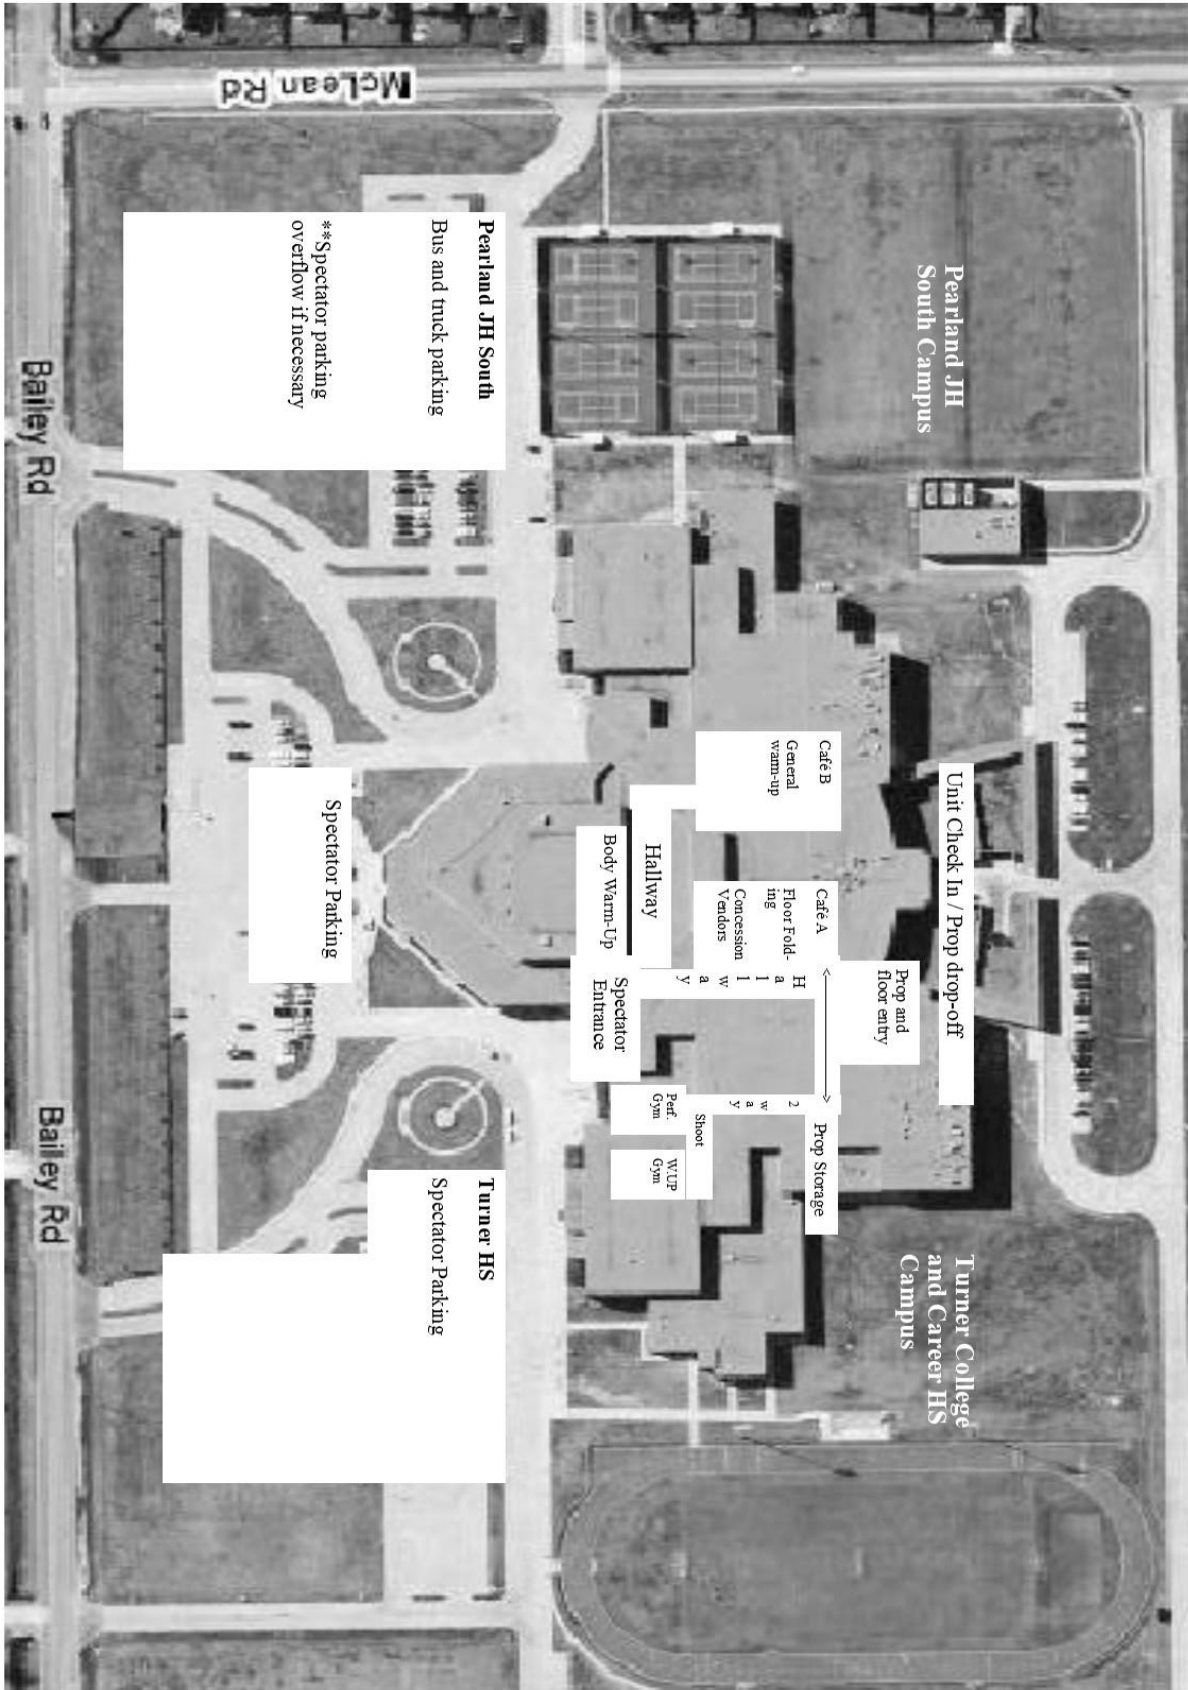 McLean Rd
Pearland JH
South Campus
Pearland JH South
Bus and truck parking
**Spectator parking
overflow if necessary
Bailey Rd
Unit Check In / Prop drop-off
Café B
General
warm-up
Café A
Floor Fold-
ing
Concession
Vendors
Prop and
floor entry
Hallway
Hallway
Body Warm-Up
Spectator
Entrance
Spectator Parking
2 way
Prop Storage
Shoot
Perf.
Gym
W.UP
Gym
Turner College
and Career HS
Campus
Turner HS
Spectator Parking
Bailey Rd